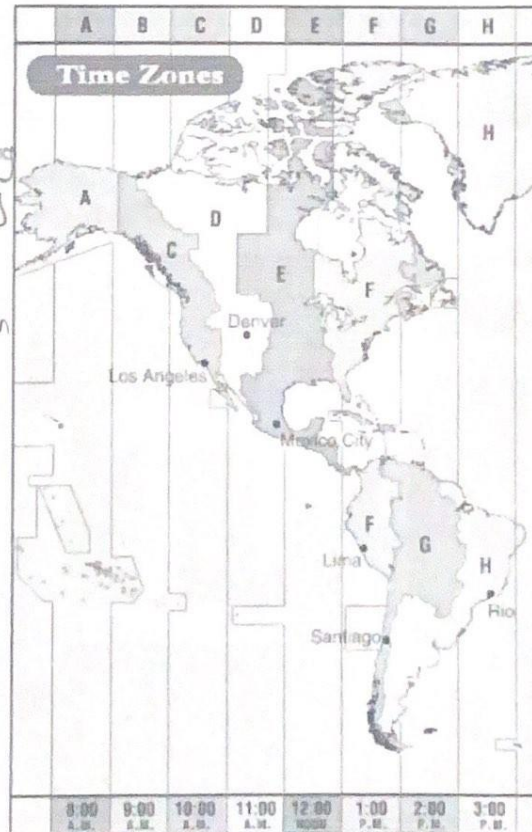 A B C D E F G H
Time Zones
H
A
D
C
E
F
Denver
Los Angeles
Mexico City
F
G
Lima
H
Rio
Santiago
8:00 9:00 10:00 11:00 12:00 1:00 2:00 3:00
A.M. A.M. A.M. A.M. NOON P.M. P.M. P.M.